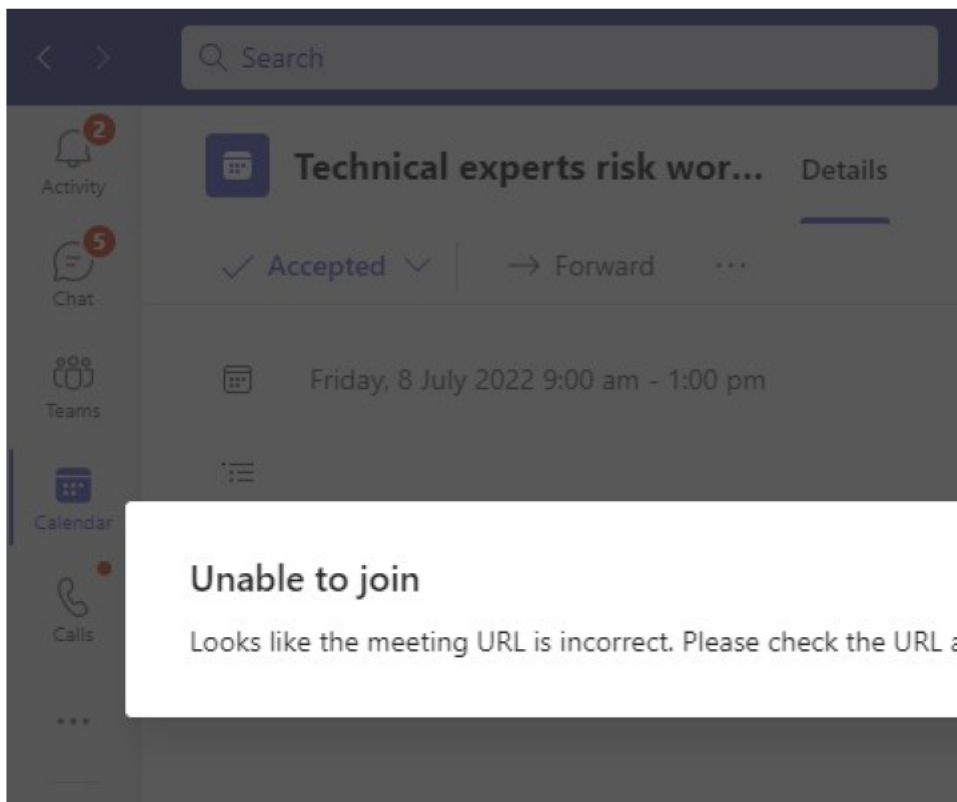 Search
2
Activity
Technical experts risk wor... Details
5
Chat
Accepted Forward ...
Teams
Friday, 8 July 2022 9:00 am - 1:00 pm
Calendar
Unable to join
Calls
Looks like the meeting URL is incorrect. Please check the URL a
...